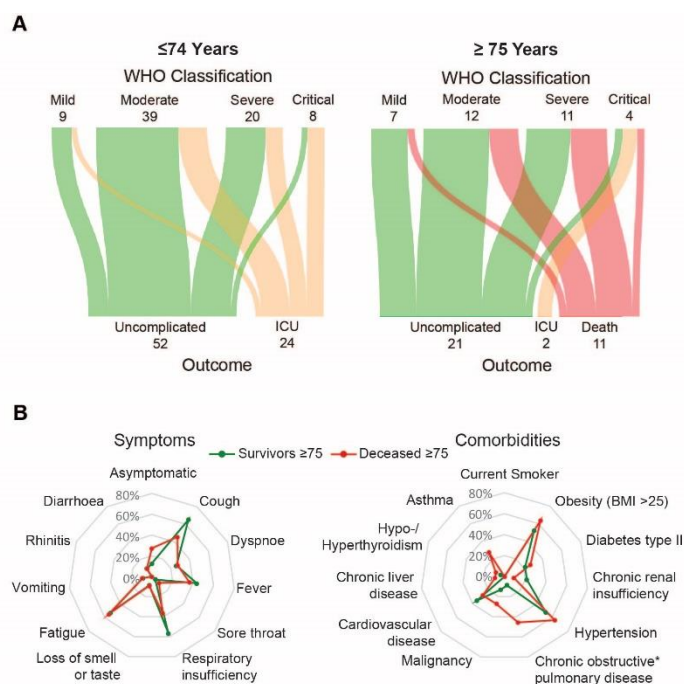 A
≤74 Years
WHO Classification
Mild Moderate Severe Critical
9 39 20 8
Uncomplicated ICU
52 24
Outcome
≥ 75 Years
WHO Classification
Mild Moderate Severe Critical
7 12 11 4
Uncomplicated ICU Death
21 2 11
Outcome
B
Symptoms
Comorbidities
Survivors ≥75 Deceased ≥75
Asymptomatic
Cough
Dyspnoe
Fever
Sore throat
Respiratory
insufficiency
Loss of smell
or taste
Fatigue
Vomiting
Rhinitis
Diarrhoea
80%
60%
40%
20%
0%
Current Smoker
Obesity (BMI >25)
Diabetes type II
Chronic renal
insufficiency
Hypertension
Chronic obstructive*
pulmonary disease
Malignancy
Cardiovascular
disease
Chronic liver
disease
Hypo-/
Hyperthyroidism
Asthma
80%
60%
40%
20%
0%